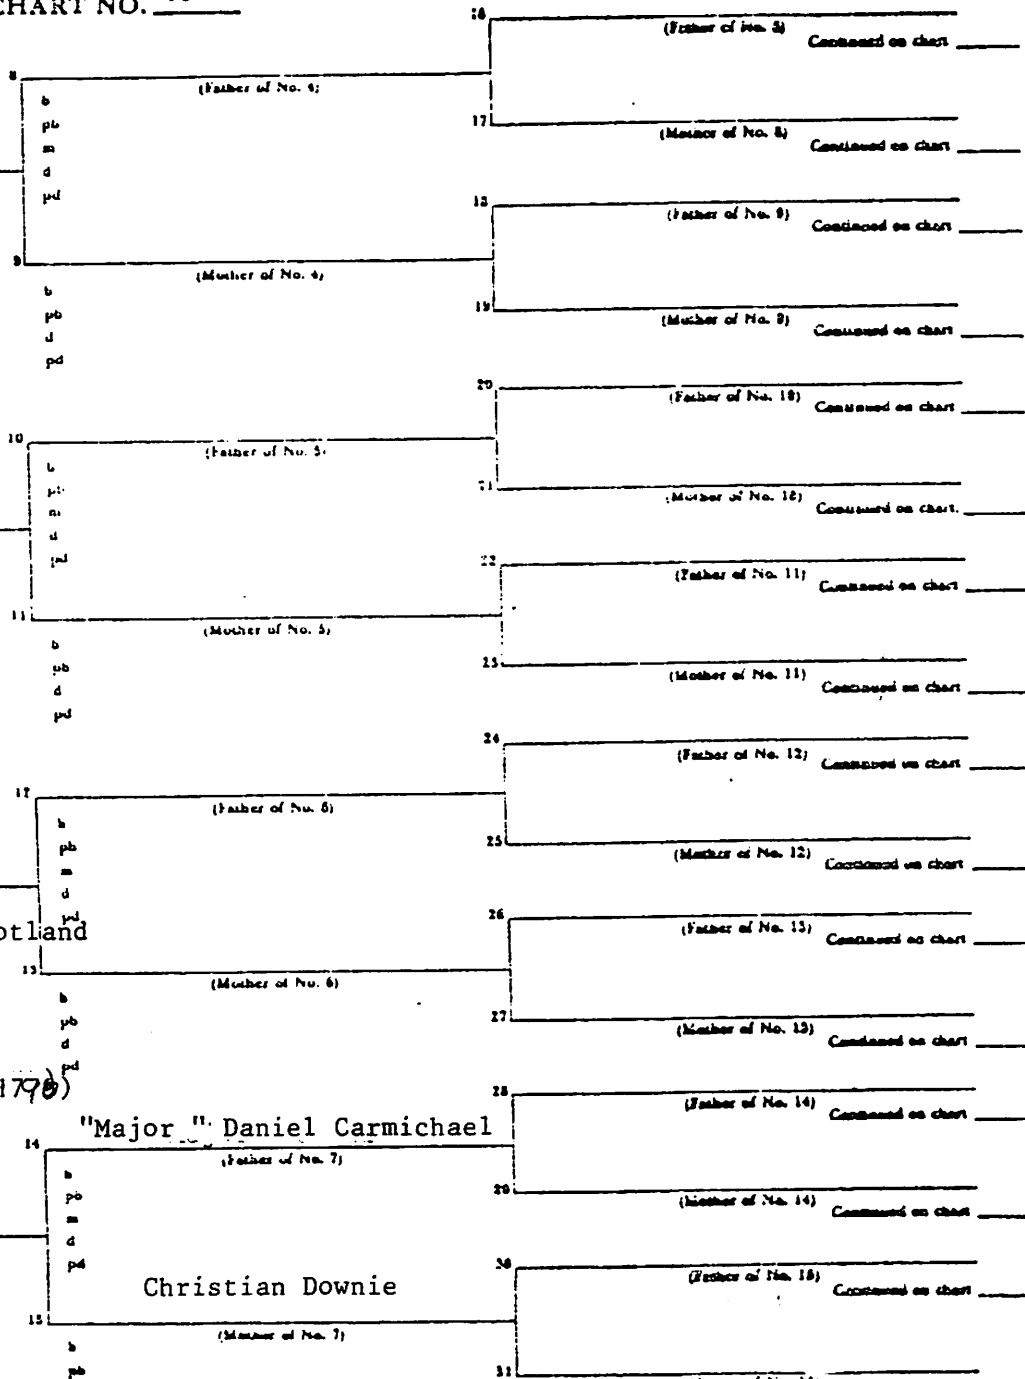 CHART NO.
16
(Father of No. 8)
Continued on chart
8
(Father of No. 4)
b
pb
m
d
pd
17
(Mother of No. 8)
Continued on chart
18
(Father of No. 9)
Continued on chart
9
(Mother of No. 4)
b
pb
d
pd
19
(Mother of No. 9)
Continued on chart
20
(Father of No. 10)
Continued on chart
10
(Father of No. 5)
b
pb
m
d
pd
21
(Mother of No. 10)
Continued on chart
22
(Father of No. 11)
Continued on chart
11
(Mother of No. 5)
b
pb
d
pd
23
(Mother of No. 11)
Continued on chart
24
(Father of No. 12)
Continued on chart
12
(Father of No. 6)
b
pb
m
d
pd
25
(Mother of No. 12)
Continued on chart
26
(Father of No. 13)
Continued on chart
otland
13
(Mother of No. 6)
b
pb
d
pd
27
(Mother of No. 13)
Continued on chart
28
(Father of No. 14)
Continued on chart
"Major " Daniel Carmichael
14
(Father of No. 7)
b
pb
m
d
pd
29
(Mother of No. 14)
Continued on chart
30
(Father of No. 15)
Continued on chart
Christian Downie
15
(Mother of No. 7)
b
pb
31